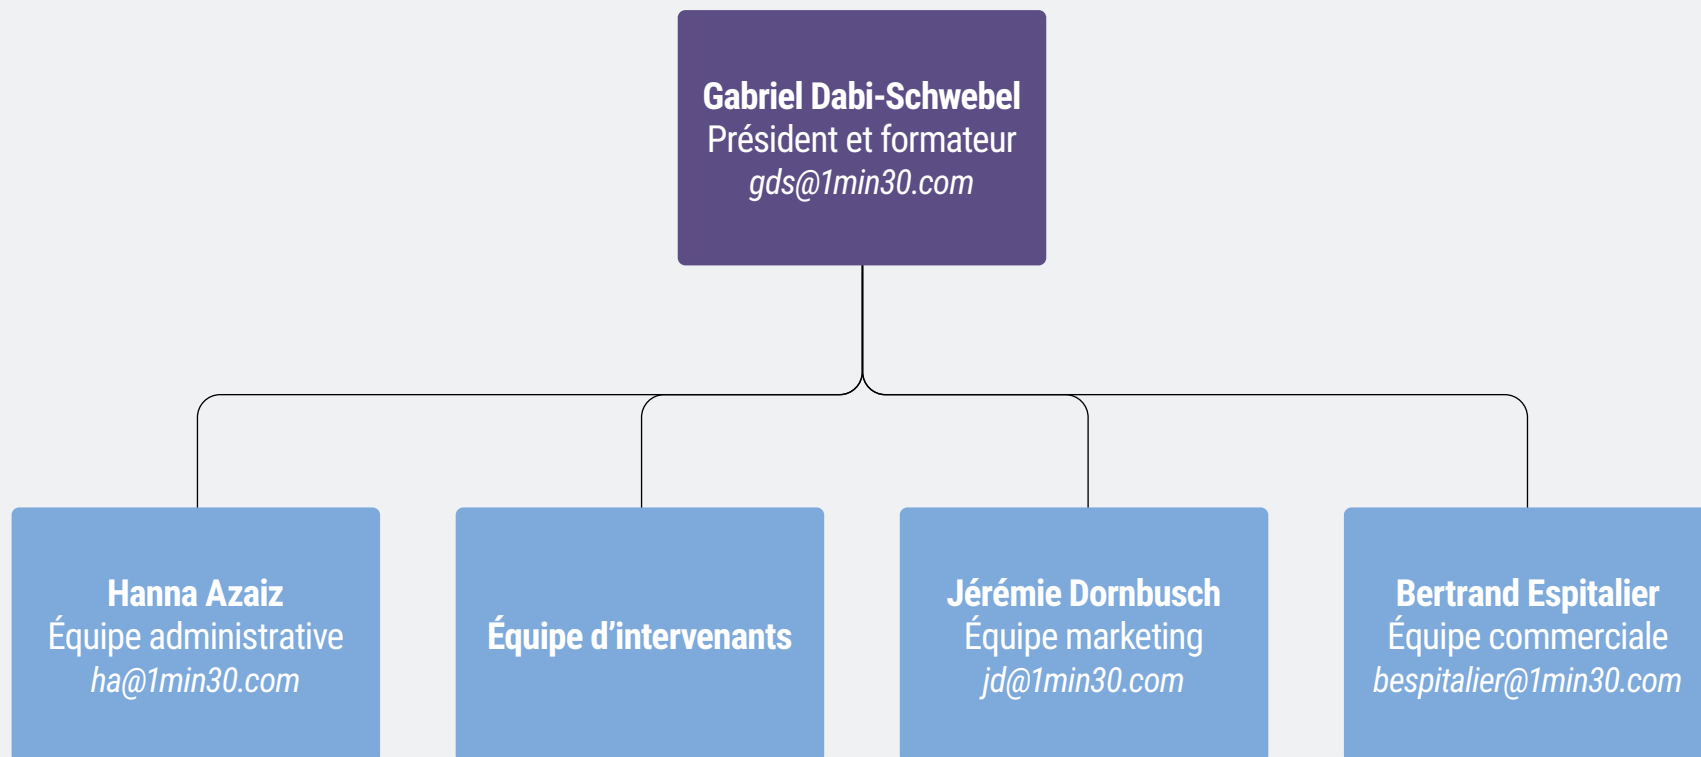 Gabriel Dabi-Schwebel
Président et formateur
gds@1min30.com
Hanna Azaiz
Équipe administrative
ha@1min30.com
Équipe d’intervenants
Jérémie Dornbusch
Équipe marketing
jd@1min30.com
Bertrand Espitalier
Équipe commerciale
bespitalier@1min30.com